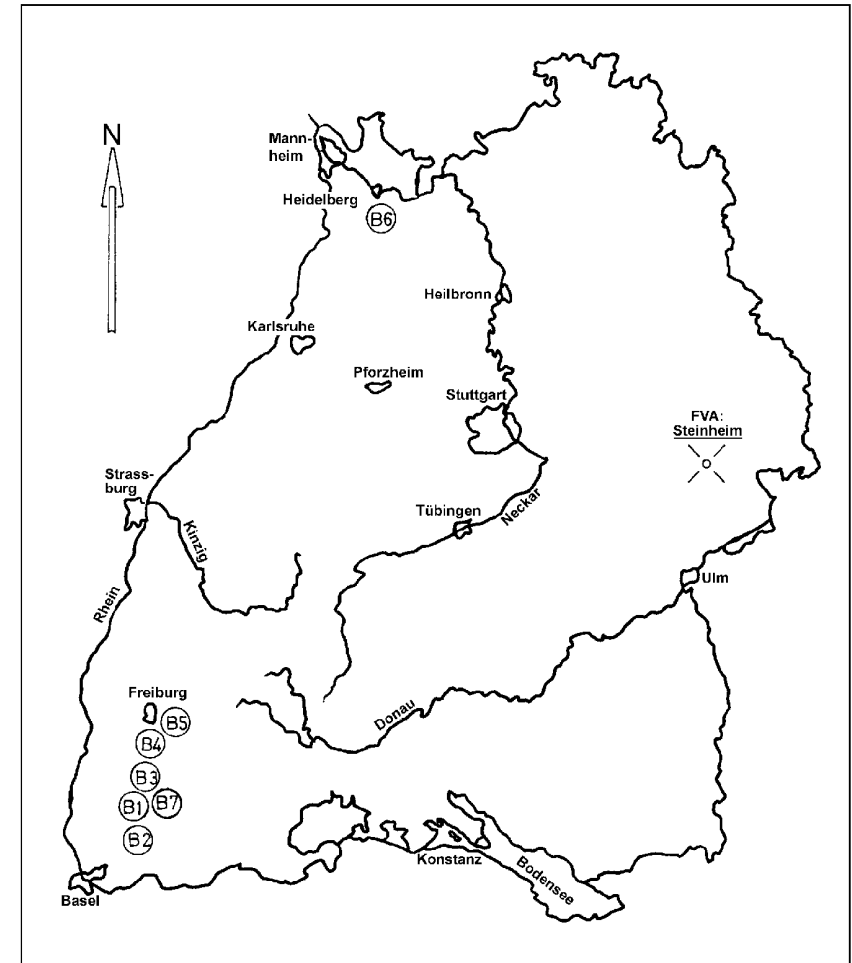 N
Mann-
heim
Heidelberg
B6
Heilbronn
Karlsruhe
Pforzheim
Stuttgart
FVA:
Steinheim
Strass-
burg
Kinzig
Tübingen
Neckar
Ulm
Rhein
Freiburg
B5
B4
Donau
B3
B1
B7
B2
Konstanz
Bodensee
Basel